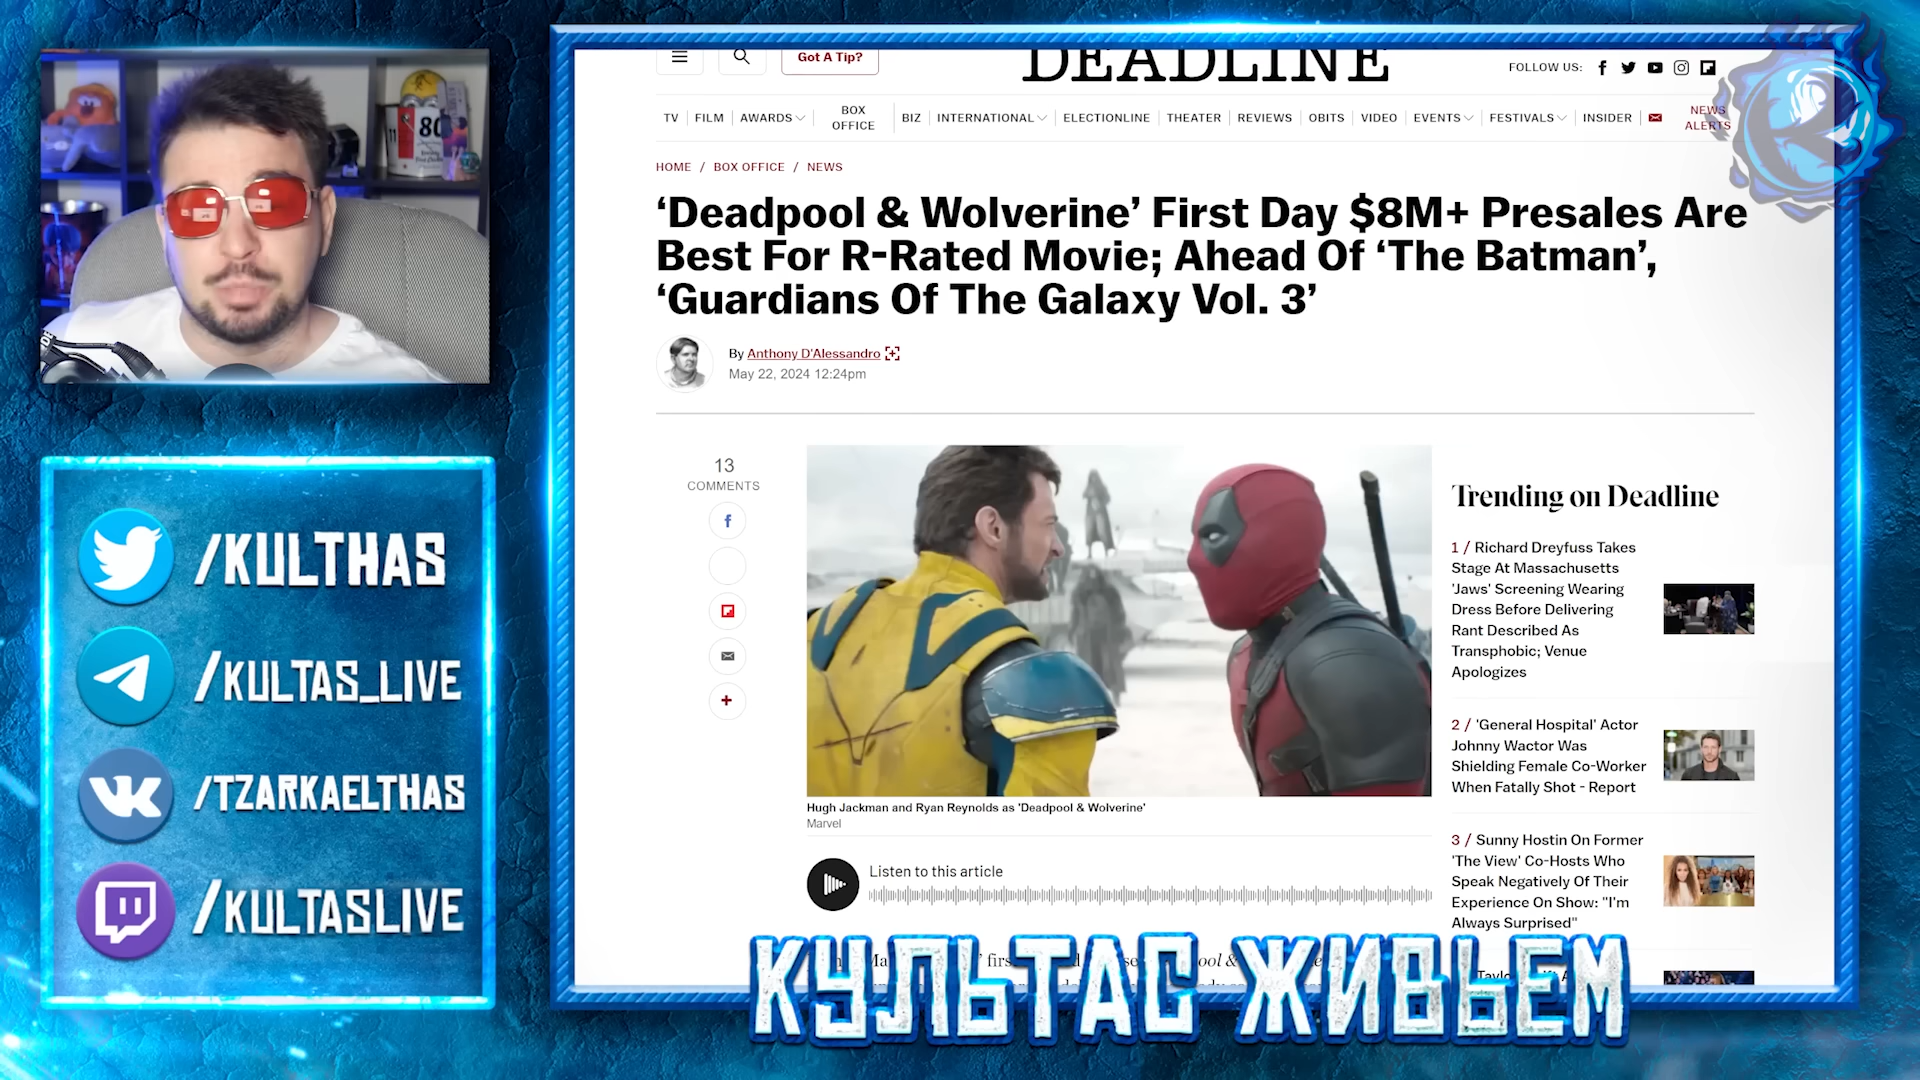 /KULTHAS
/KULTAS_LIVE
/TZARKAELTHAS
/KULTASLIVE
Got A Tip?
DEADLINE
FOLLOW US:
TV
FILM
AWARDS
BOX OFFICE
BIZ
INTERNATIONAL
ELECTIONLINE
THEATER
REVIEWS
OBITS
VIDEO
EVENTS
FESTIVALS
INSIDER
NEWS ALERTS
HOME / BOX OFFICE / NEWS
‘Deadpool & Wolverine’ First Day $8M+ Presales Are
Best For R-Rated Movie; Ahead Of ‘The Batman’,
‘Guardians Of The Galaxy Vol. 3’
By Anthony D'Alessandro
May 22, 2024 12:24pm
13
COMMENTS
Hugh Jackman and Ryan Reynolds as 'Deadpool & Wolverine'
Marvel
Listen to this article
Trending on Deadline
1 / Richard Dreyfuss Takes
Stage At Massachusetts
'Jaws' Screening Wearing
Dress Before Delivering
Rant Described As
Transphobic; Venue
Apologizes
2 / 'General Hospital' Actor
Johnny Wactor Was
Shielding Female Co-Worker
When Fatally Shot - Report
3 / Sunny Hostin On Former
'The View' Co-Hosts Who
Speak Negatively Of Their
Experience On Show: "I'm
Always Surprised"
КУЛЬТАС ЖИВЬЕМ
80